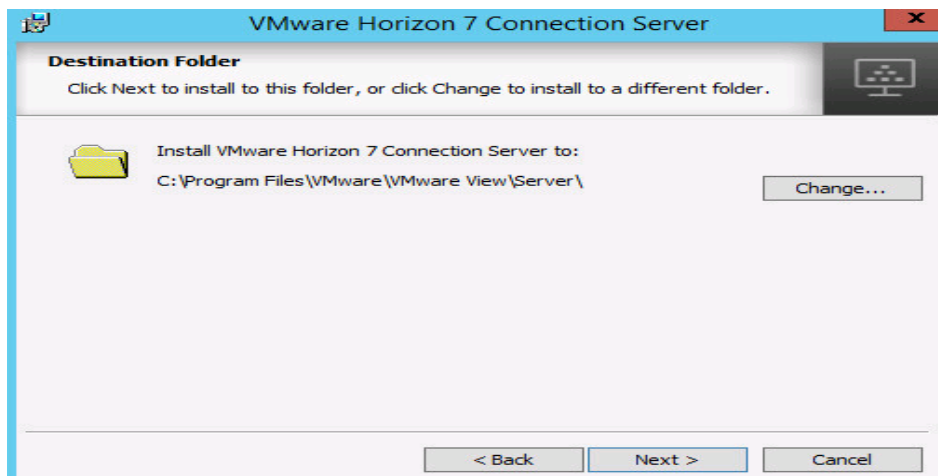 VMware Horizon 7 Connection Server
Destination Folder
Click Next to install to this folder, or click Change to install to a different folder.
Install VMware Horizon 7 Connection Server to:
C:\Program Files\VMware\VMware View\Server\
Change...
< Back Next > Cancel